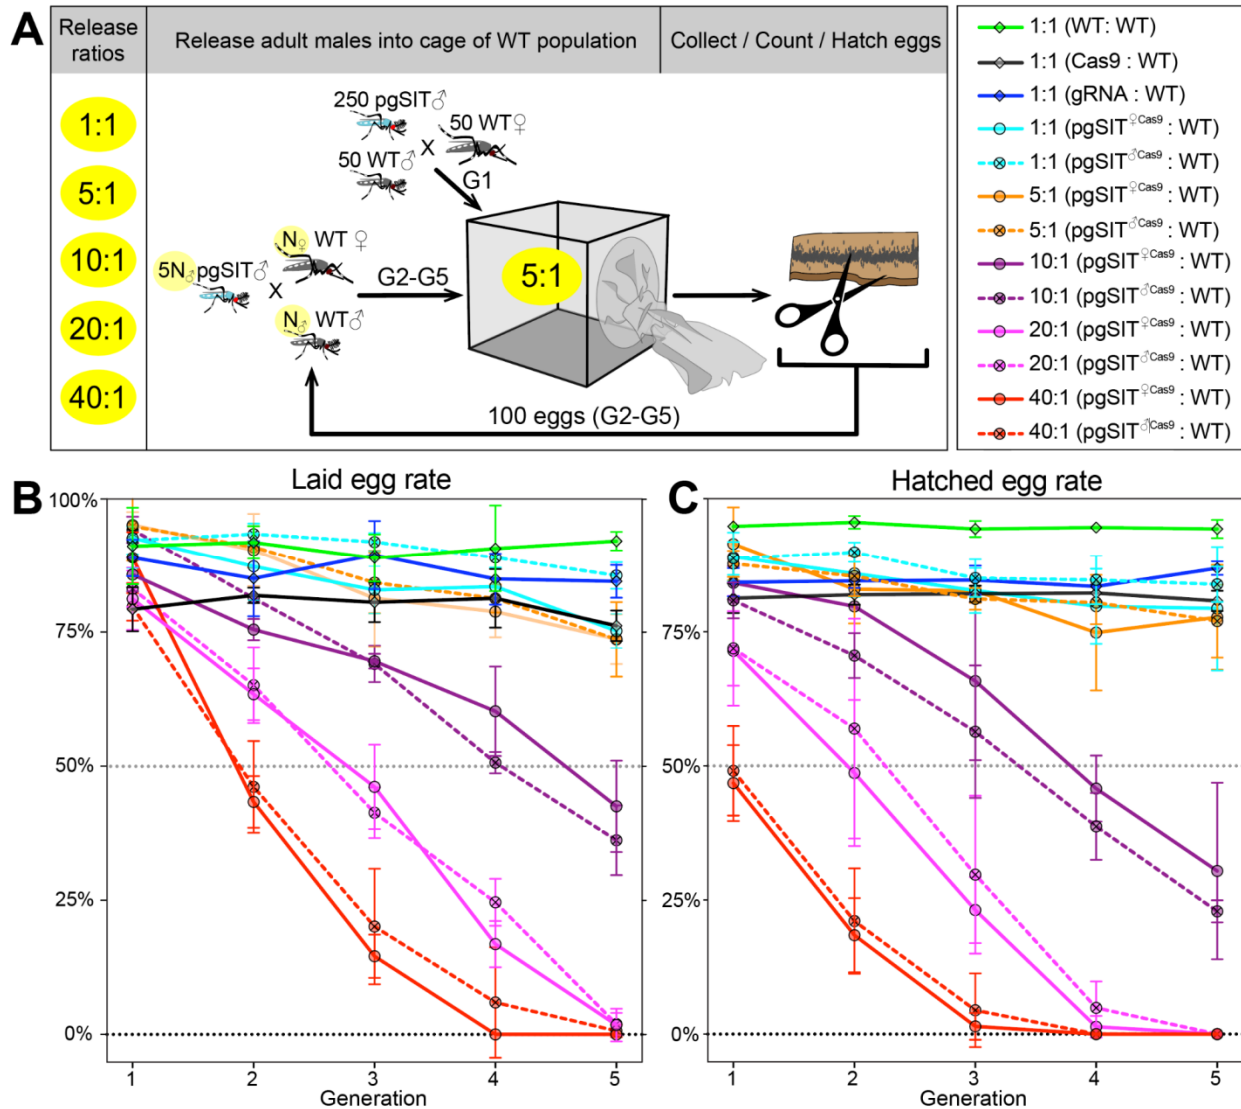 A
Release ratios
Release adult males into cage of WT population
Collect / Count / Hatch eggs
1:1
5:1
10:1
20:1
40:1
250 pgSIT♂
50 WT♀
X
50 WT♂
G1
N♀ WT ♀
5N♂ pgSIT♂
X
N♂ WT♂
G2-G5
5:1
100 eggs (G2-G5)
1:1 (WT: WT)
1:1 (Cas9 : WT)
1:1 (gRNA : WT)
1:1 (pgSIT♀Cas9 : WT)
1:1 (pgSIT♂Cas9 : WT)
5:1 (pgSIT♀Cas9 : WT)
5:1 (pgSIT♂Cas9 : WT)
10:1 (pgSIT♀Cas9 : WT)
10:1 (pgSIT♂Cas9 : WT)
20:1 (pgSIT♀Cas9 : WT)
20:1 (pgSIT♂Cas9 : WT)
40:1 (pgSIT♀Cas9 : WT)
40:1 (pgSIT♂Cas9 : WT)
B
Laid egg rate
100%
75%
50%
25%
0%
1 2 3 4 5
Generation
C
Hatched egg rate
100%
75%
50%
25%
0%
1 2 3 4 5
Generation